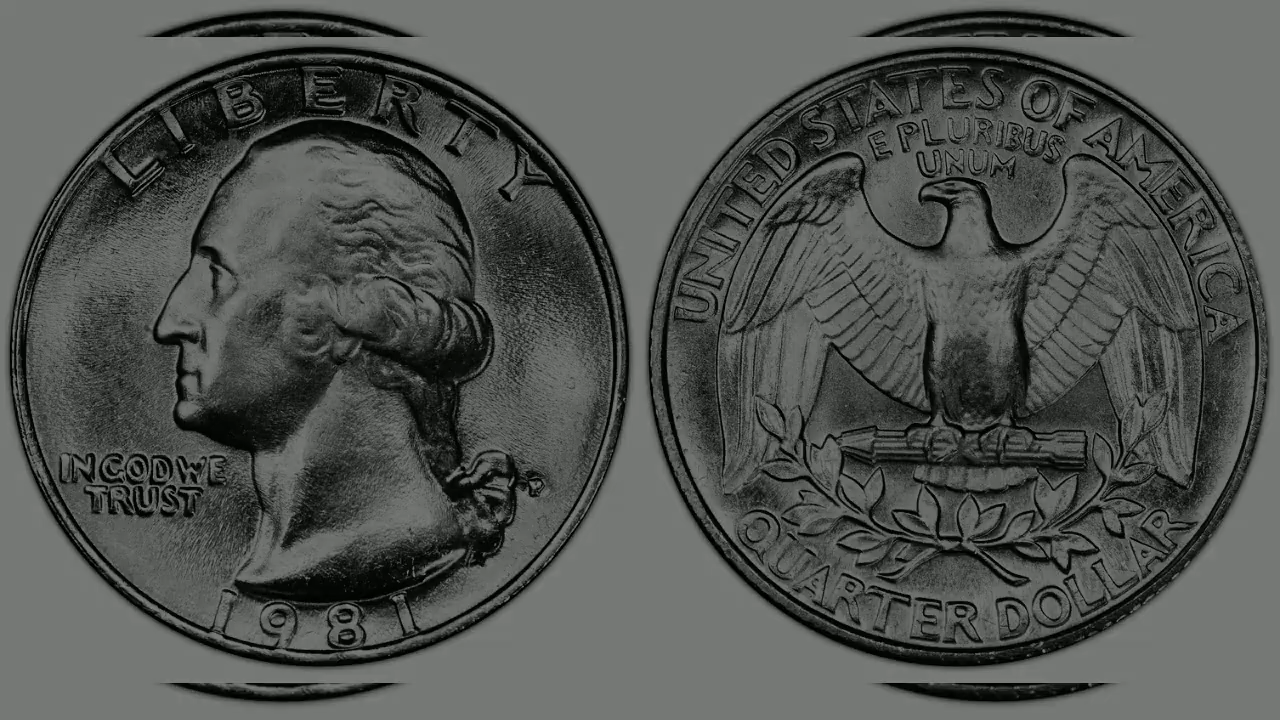 LIBERTY
IN GOD WE
TRUST
1981
UNITED STATES OF AMERICA
E PLURIBUS
UNUM
QUARTER DOLLAR